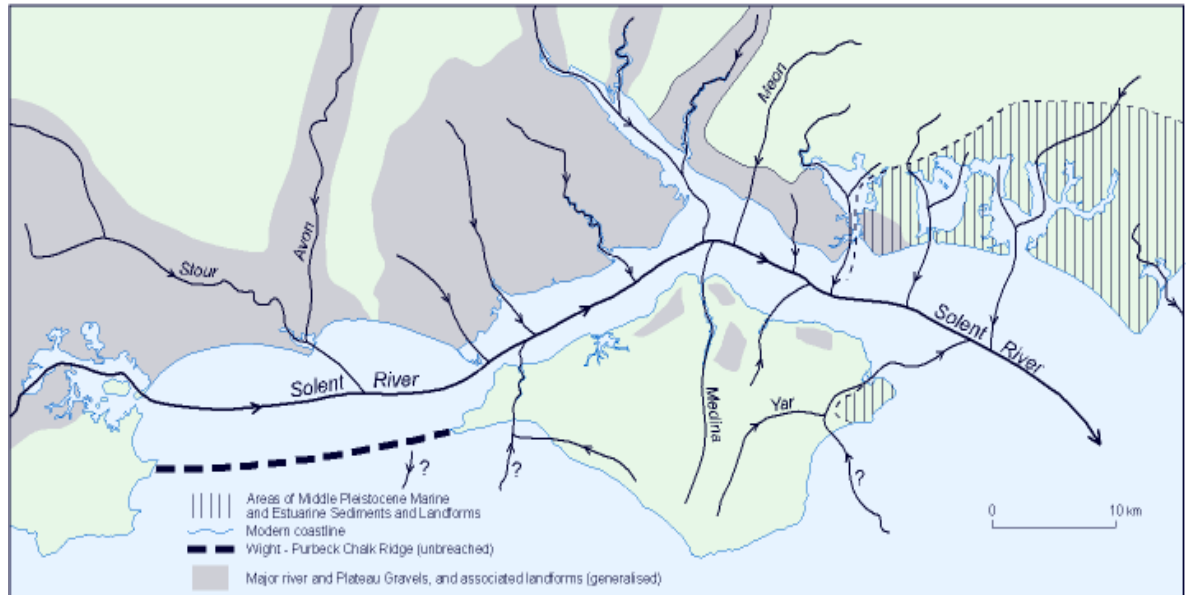 Meon
Avon
Stour
Solent River
Solent River
Medina
Yar
?
?
?
Areas of Middle Pleistocene Marine
and Estuarine Sediments and Landforms
Modern coastline
Wight - Purbeck Chalk Ridge (unbreached)
Major river and Plateau Gravels, and associated landforms (generalised)
0 10 km